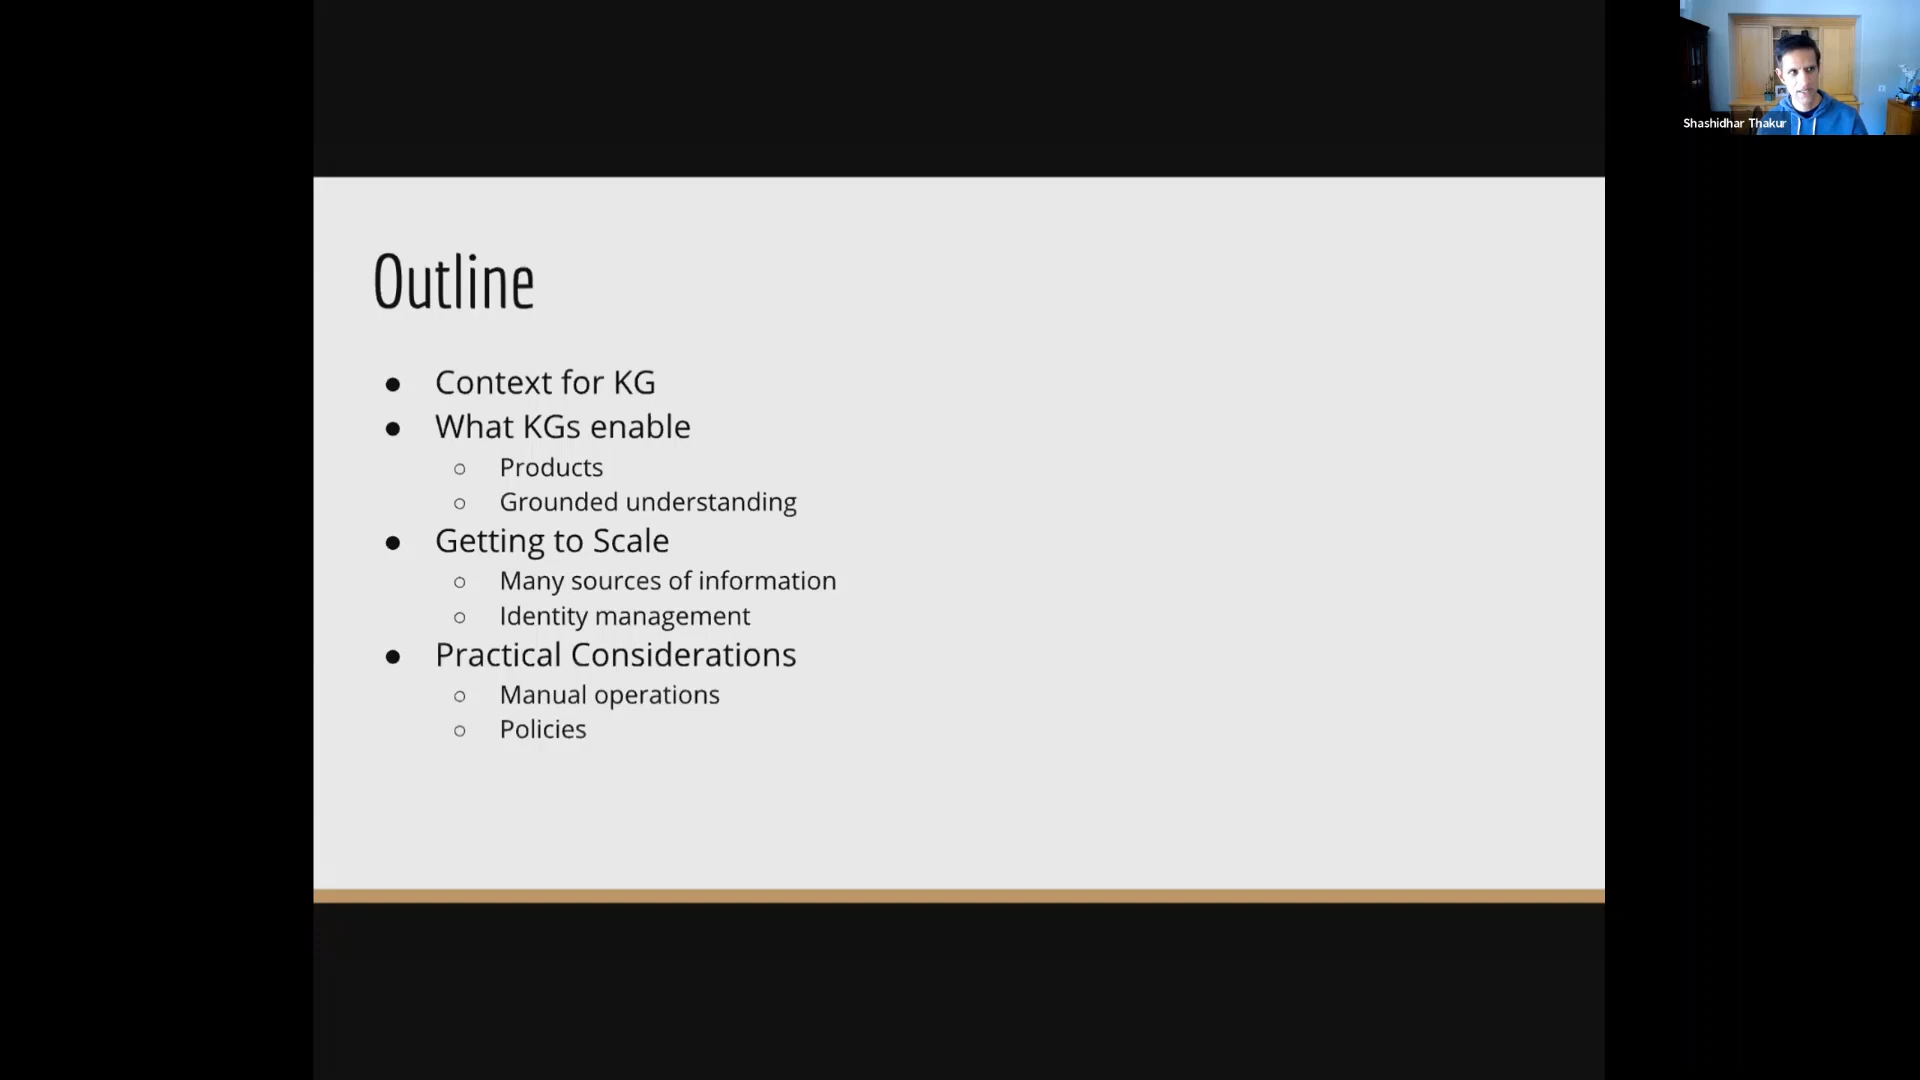 Shashidhar Thakur
Outline
● Context for KG
● What KGs enable
○ Products
○ Grounded understanding
● Getting to Scale
○ Many sources of information
○ Identity management
● Practical Considerations
○ Manual operations
○ Policies